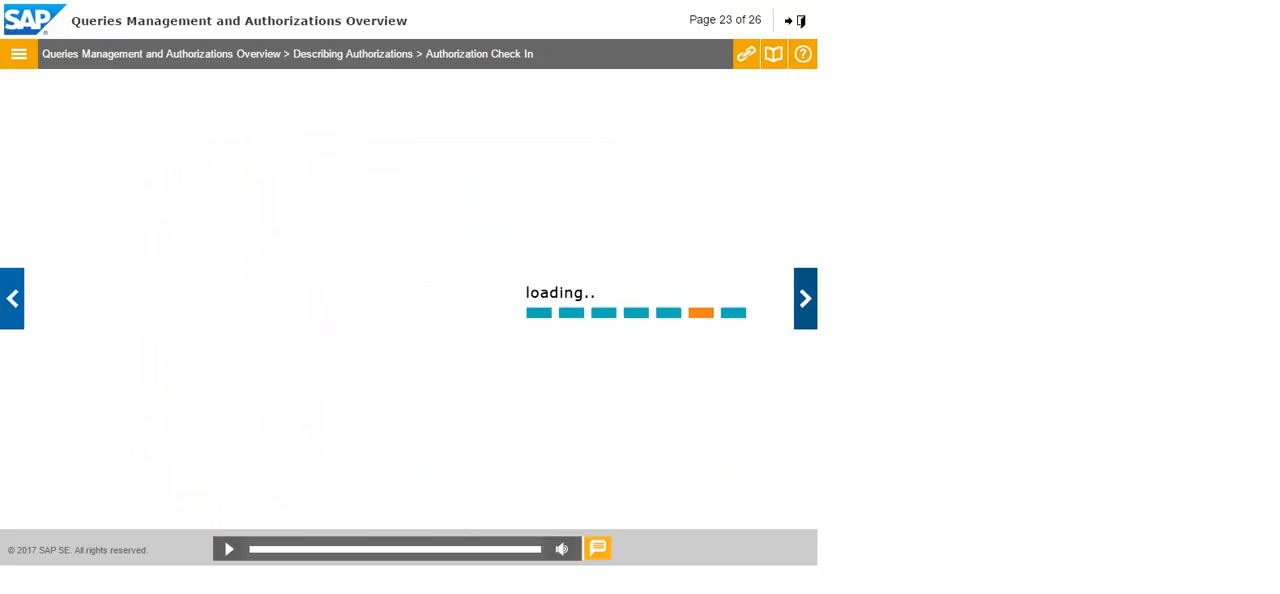 SAP
Queries Management and Authorizations Overview
Page 23 of 26
Queries Management and Authorizations Overview > Describing Authorizations > Authorization Check In
loading..
© 2017 SAP SE. All rights reserved.